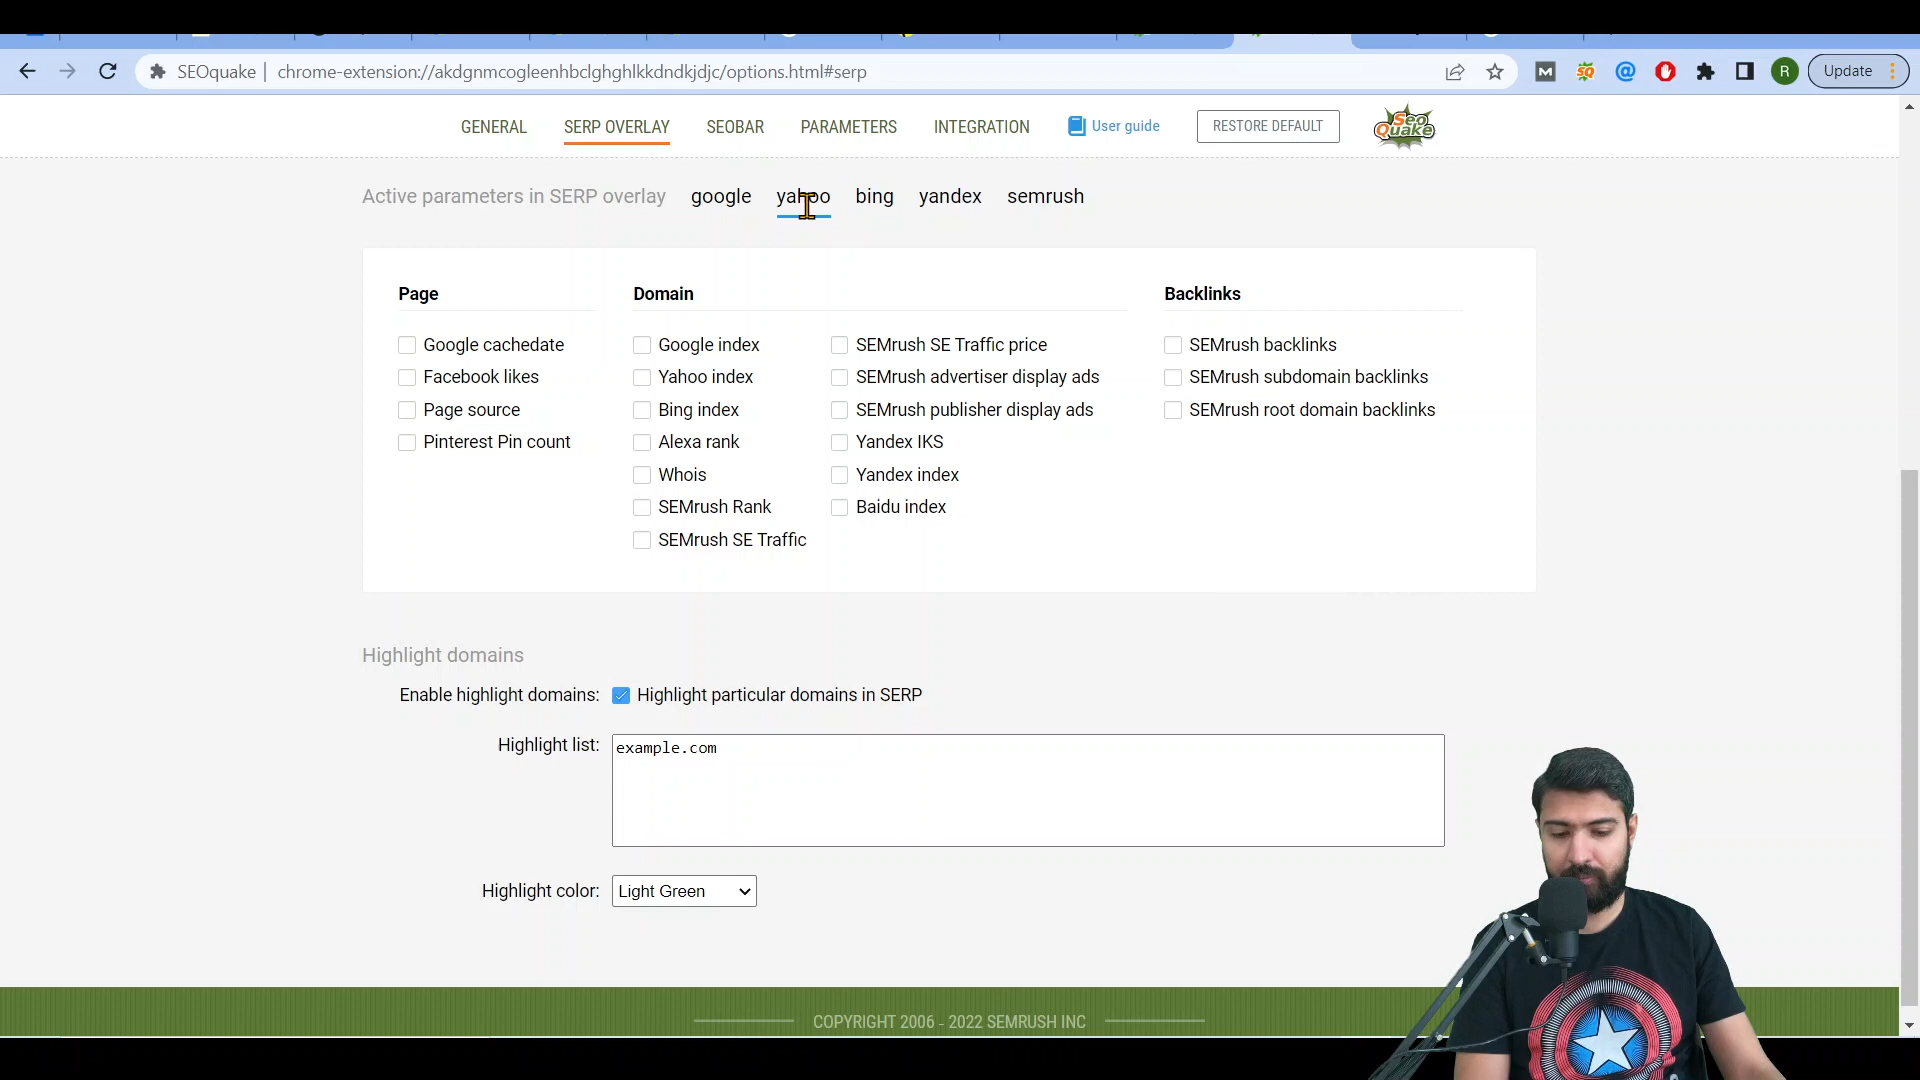 SEOquake | chrome-extension://akdgnmcogleenhbclghghlkkdndkjdjc/options.html#serp
M SQ @ R Update
GENERAL SERP OVERLAY SEOBAR PARAMETERS INTEGRATION User guide RESTORE DEFAULT Seo Quake
Active parameters in SERP overlay google yahoo bing yandex semrush
Page Domain Backlinks
Google cachedate Google index SEMrush SE Traffic price SEMrush backlinks
Facebook likes Yahoo index SEMrush advertiser display ads SEMrush subdomain backlinks
Page source Bing index SEMrush publisher display ads SEMrush root domain backlinks
Pinterest Pin count Alexa rank Yandex IKS
Whois Yandex index
SEMrush Rank Baidu index
SEMrush SE Traffic
Highlight domains
Enable highlight domains: Highlight particular domains in SERP
Highlight list: example.com
Highlight color: Light Green
COPYRIGHT 2006 - 2022 SEMRUSH INC